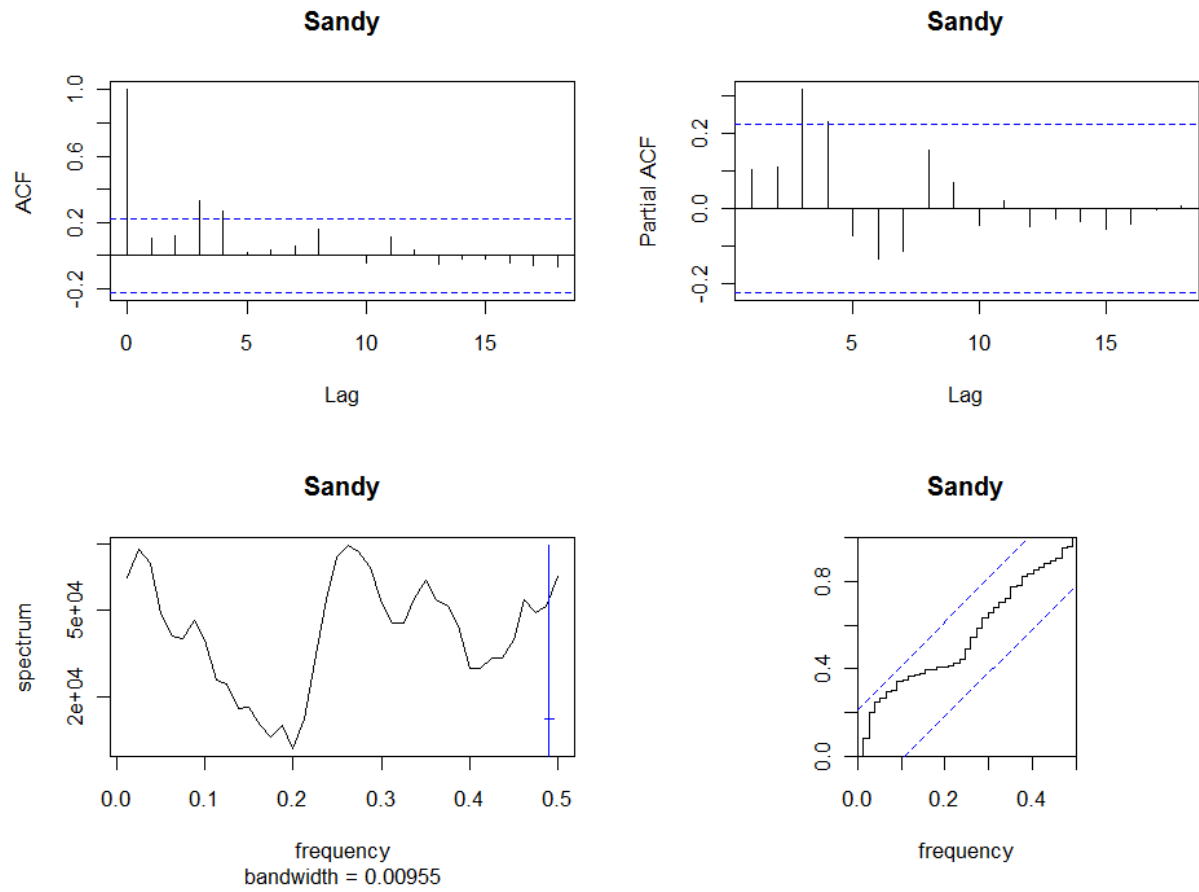 Sandy
ACF
-0.2 0.2 0.6 1.0
0 5 10 15
Lag
Sandy
Partial ACF
-0.2 0.0 0.2
5 10 15
Lag
Sandy
spectrum
2e+04 5e+04
0.0 0.1 0.2 0.3 0.4 0.5
frequency
bandwidth = 0.00955
Sandy
0.0 0.4 0.8
0.0 0.2 0.4
frequency